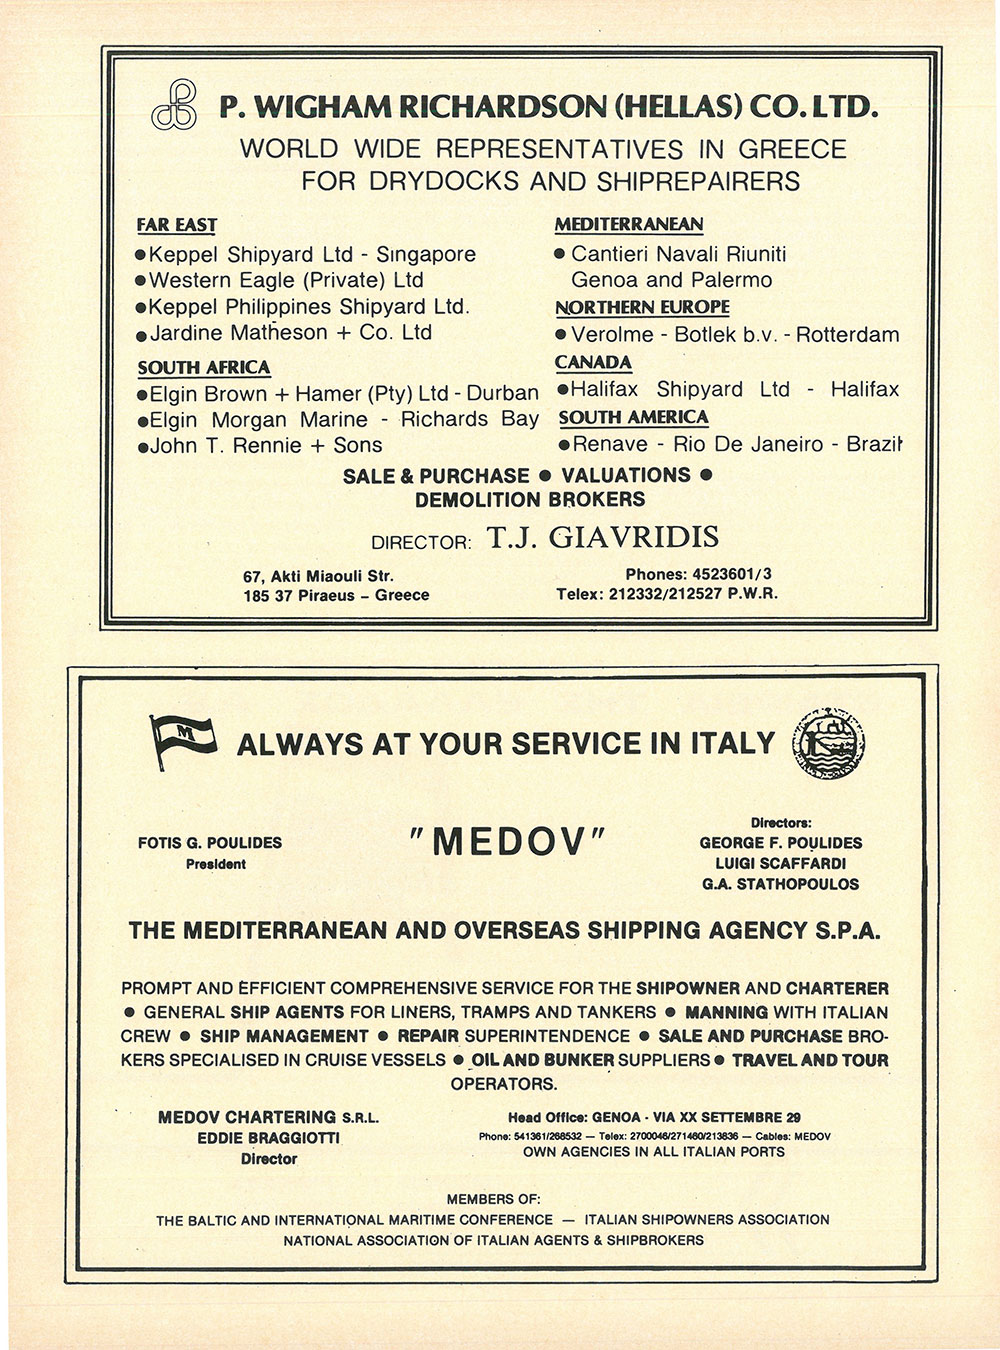 P. WIGHAM RICHARDSON (HELLAS) CO. LTD.
WORLD WIDE REPRESENTATIVES IN GREECE
FOR DRYDOCKS AND SHIPREPAIRERS
FAR EAST
● Keppel Shipyard Ltd - Singapore
● Western Eagle (Private) Ltd
● Keppel Philippines Shipyard Ltd.
● Jardine Matheson + Co. Ltd
SOUTH AFRICA
● Elgin Brown + Hamer (Pty) Ltd - Durban
● Elgin Morgan Marine - Richards Bay
● John T. Rennie + Sons
MEDITERRANEAN
● Cantieri Navali Riuniti
Genoa and Palermo
NORTHERN EUROPE
● Verolme - Botlek b.v. - Rotterdam
CANADA
● Halifax Shipyard Ltd - Halifax
SOUTH AMERICA
● Renave - Rio De Janeiro - Brazil
SALE & PURCHASE ● VALUATIONS ●
DEMOLITION BROKERS
DIRECTOR: T.J. GIAVRIDIS
67, Akti Miaouli Str.
185 37 Piraeus – Greece
Phones: 4523601/3
Telex: 212332/212527 P.W.R.
M
ALWAYS AT YOUR SERVICE IN ITALY
FOTIS G. POULIDES
President
"MEDOV"
Directors:
GEORGE F. POULIDES
LUIGI SCAFFARDI
G.A. STATHOPOULOS
THE MEDITERRANEAN AND OVERSEAS SHIPPING AGENCY S.P.A.
PROMPT AND EFFICIENT COMPREHENSIVE SERVICE FOR THE SHIPOWNER AND CHARTERER
● GENERAL SHIP AGENTS FOR LINERS, TRAMPS AND TANKERS ● MANNING WITH ITALIAN
CREW ● SHIP MANAGEMENT ● REPAIR SUPERINTENDENCE ● SALE AND PURCHASE BRO-
KERS SPECIALISED IN CRUISE VESSELS ● OIL AND BUNKER SUPPLIERS ● TRAVEL AND TOUR
OPERATORS.
MEDOV CHARTERING S.R.L.
EDDIE BRAGGIOTTI
Director
Head Office: GENOA - VIA XX SETTEMBRE 29
Phone: 541361/268532 — Telex: 270046/271460/213836 — Cables: MEDOV
OWN AGENCIES IN ALL ITALIAN PORTS
MEMBERS OF:
THE BALTIC AND INTERNATIONAL MARITIME CONFERENCE — ITALIAN SHIPOWNERS ASSOCIATION
NATIONAL ASSOCIATION OF ITALIAN AGENTS & SHIPBROKERS